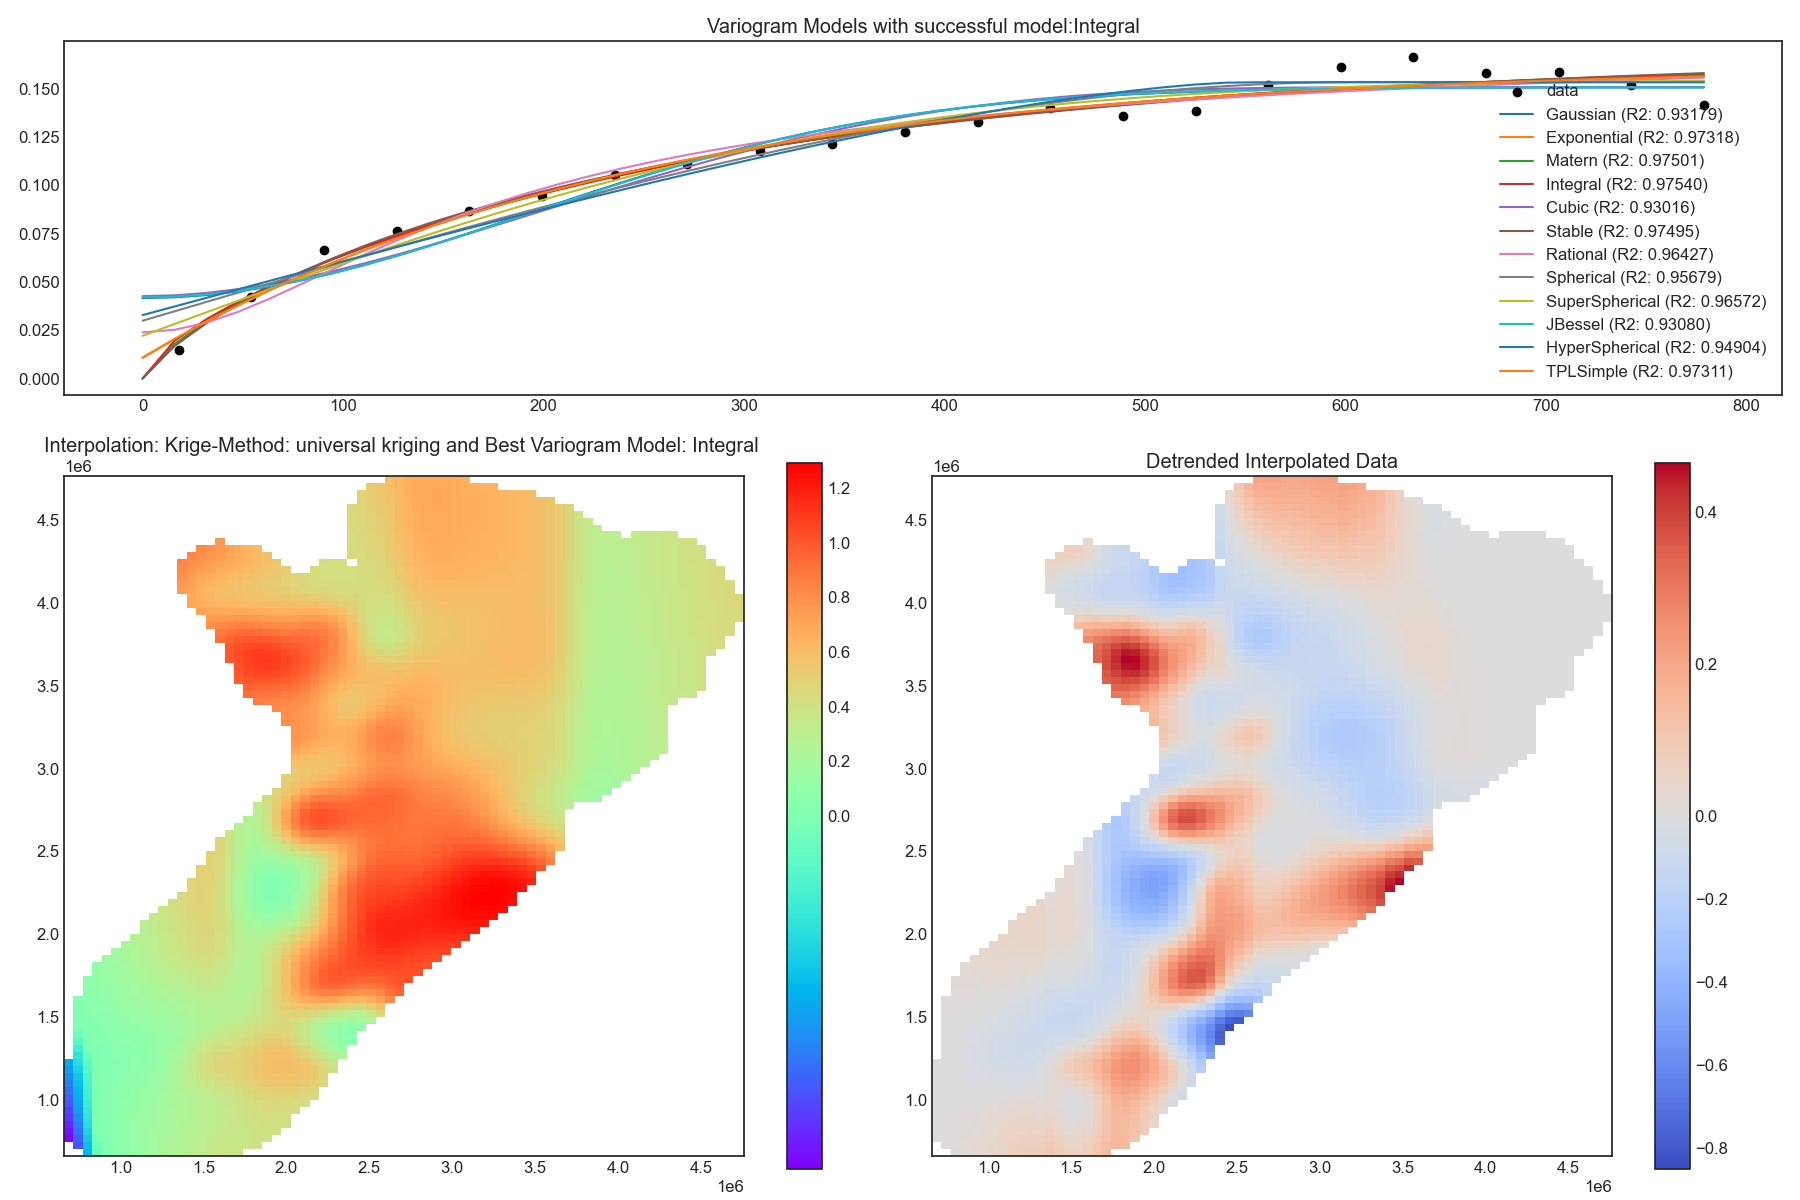 Variogram Models with successful model:Integral
0.150
0.125
0.100
0.075
0.050
0.025
0.000
data
Gaussian (R2: 0.93179)
Exponential (R2: 0.97318)
Matern (R2: 0.97501)
Integral (R2: 0.97540)
Cubic (R2: 0.93016)
Stable (R2: 0.97495)
Rational (R2: 0.96427)
Spherical (R2: 0.95679)
SuperSpherical (R2: 0.96572)
JBessel (R2: 0.93080)
HyperSpherical (R2: 0.94904)
TPLSimple (R2: 0.97311)
0 100 200 300 400 500 600 700 800
Interpolation: Krige-Method: universal kriging and Best Variogram Model: Integral
1e6
4.5
4.0
3.5
3.0
2.5
2.0
1.5
1.0
1.0 1.5 2.0 2.5 3.0 3.5 4.0 4.5
1e6
1.2
1.0
0.8
0.6
0.4
0.2
0.0
Detrended Interpolated Data
1e6
4.5
4.0
3.5
3.0
2.5
2.0
1.5
1.0
1.0 1.5 2.0 2.5 3.0 3.5 4.0 4.5
1e6
0.4
0.2
0.0
−0.2
−0.4
−0.6
−0.8